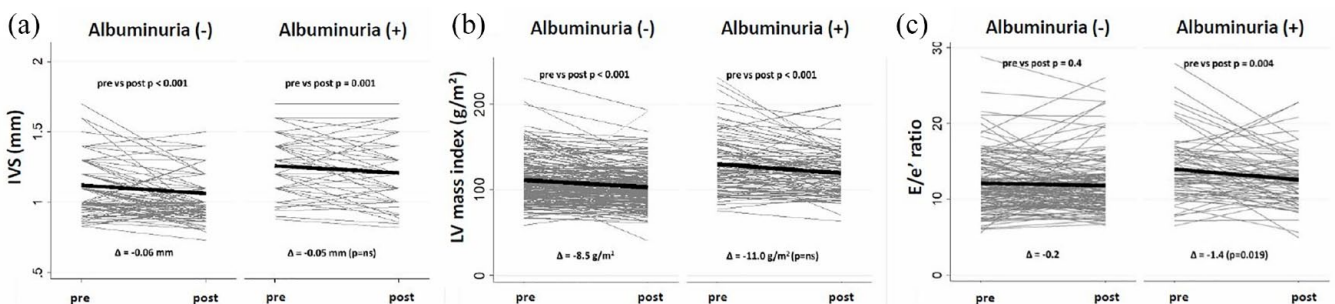 (a)
Albuminuria (-)
Albuminuria (+)
pre vs post p < 0.001
pre vs post p = 0.001
IVS (mm)
2
1.5
1
.5
Δ = -0.06 mm
Δ = -0.05 mm (p=ns)
pre
post
pre
post
(b)
Albuminuria (-)
Albuminuria (+)
pre vs post p < 0.001
pre vs post p < 0.001
LV mass index (g/m²)
200
100
0
Δ = -8.5 g/m²
Δ = -11.0 g/m² (p=ns)
pre
post
pre
post
(c)
Albuminuria (-)
Albuminuria (+)
pre vs post p = 0.4
pre vs post p = 0.004
E/e' ratio
30
20
10
0
Δ = -0.2
Δ = -1.4 (p=0.019)
pre
post
pre
post